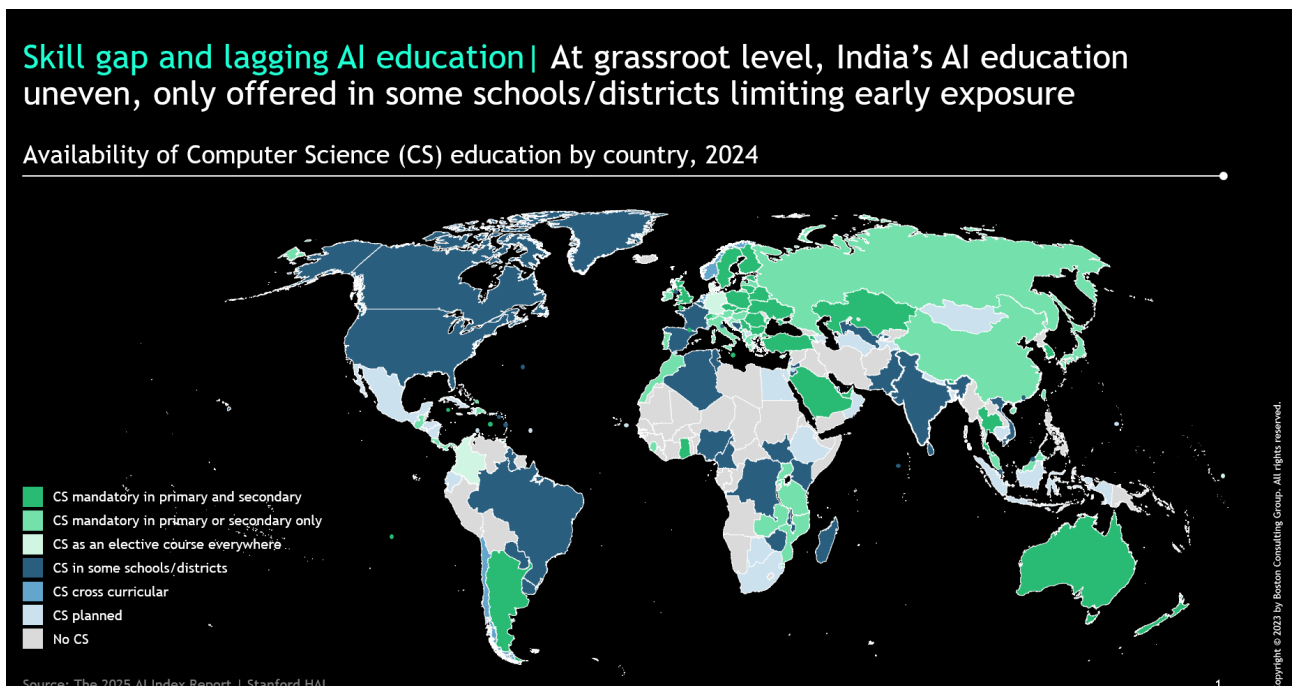 Skill gap and lagging AI education| At grassroot level, India's AI education
uneven, only offered in some schools/districts limiting early exposure
Availability of Computer Science (CS) education by country, 2024
CS mandatory in primary and secondary
CS mandatory in primary or secondary only
CS as an elective course everywhere
CS in some schools/districts
CS cross curricular
CS planned
No CS
Source: The 2025 AI Index Report | Stanford HAI
1
opyright © 2023 by Boston Consulting Group. All rights reserved.